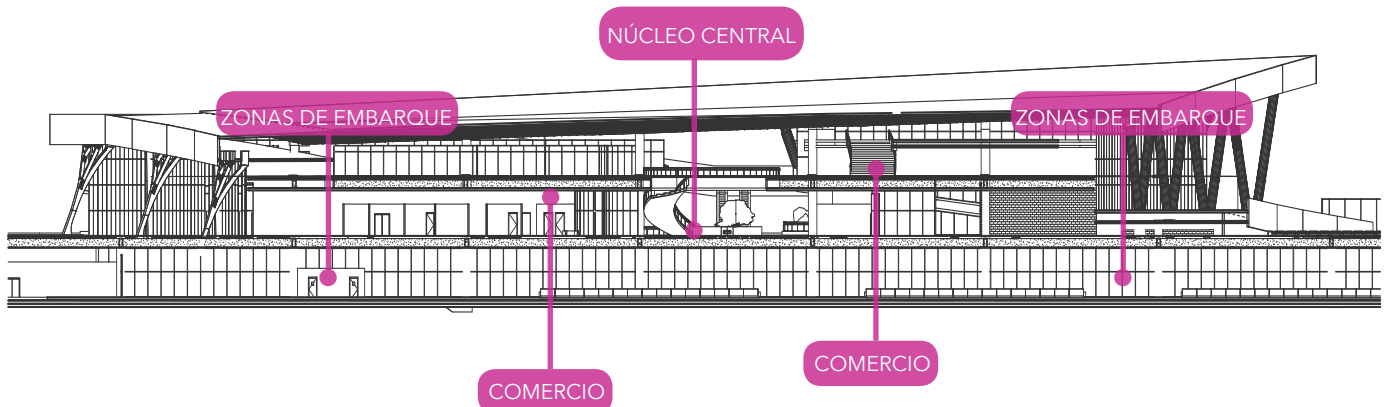 NÚCLEO CENTRAL
ZONAS DE EMBARQUE
ZONAS DE EMBARQUE
COMERCIO
COMERCIO